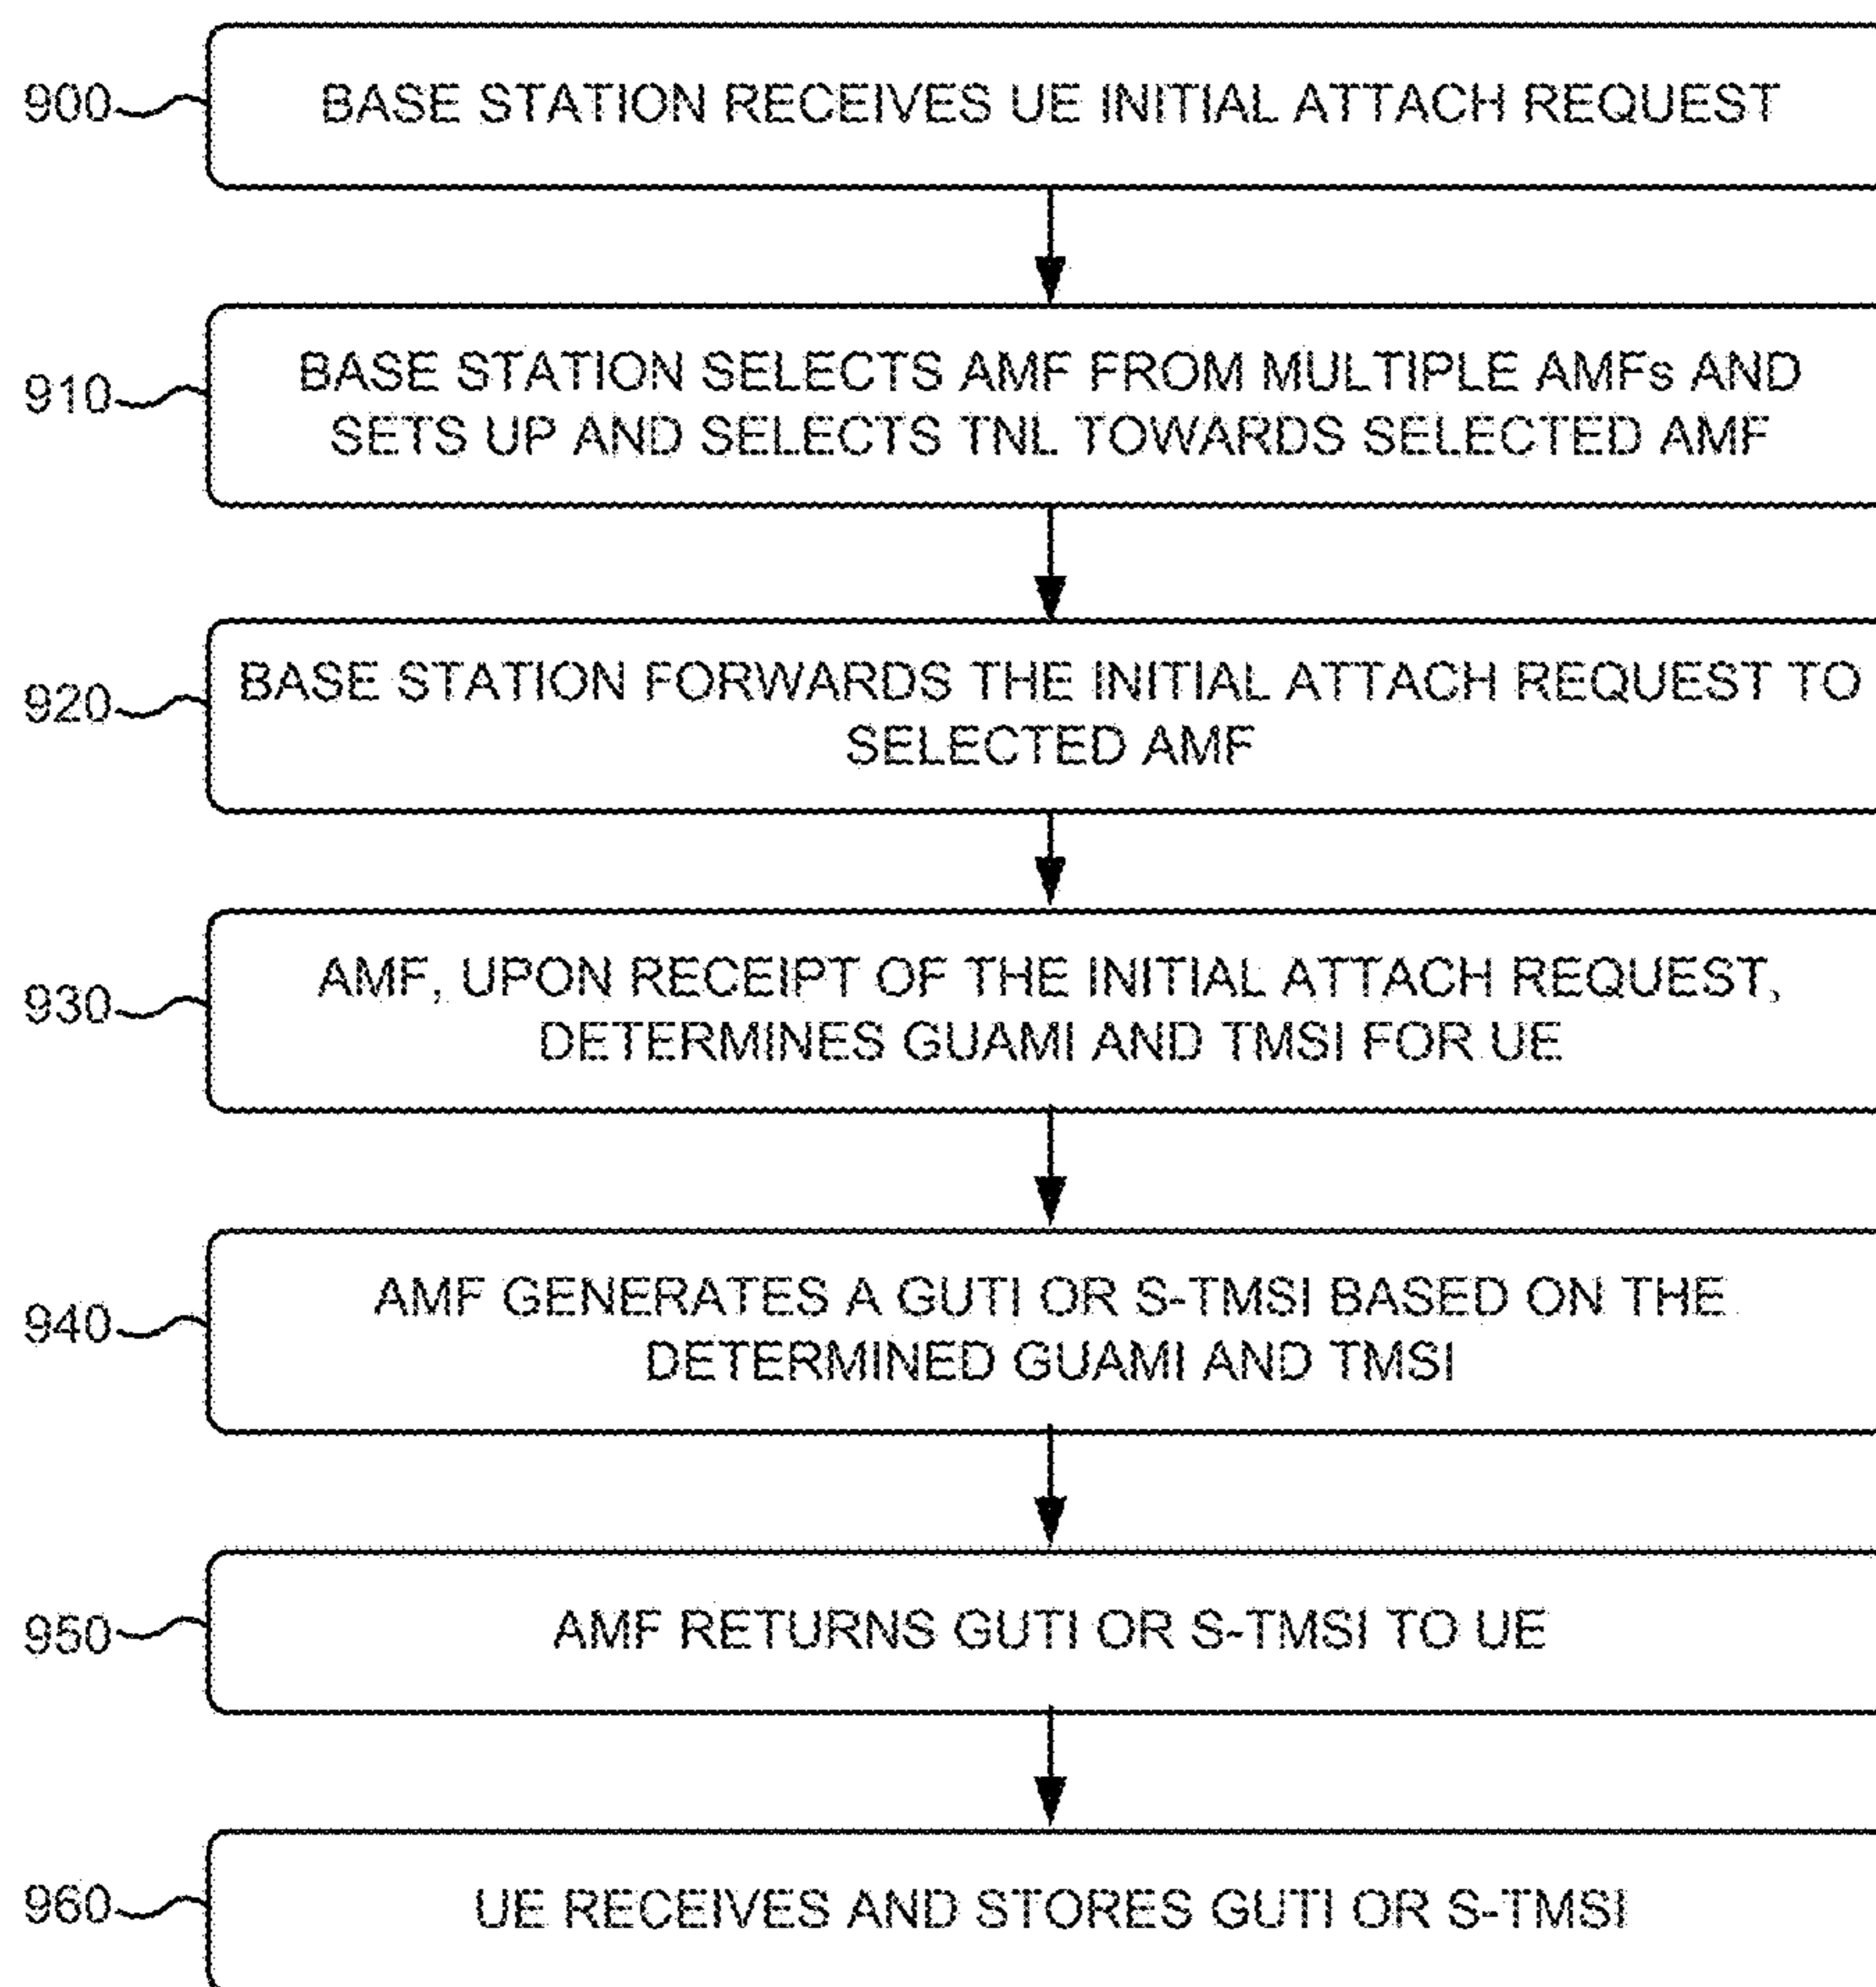 900
BASE STATION RECEIVES UE INITIAL ATTACH REQUEST
910
BASE STATION SELECTS AMF FROM MULTIPLE AMFs AND
SETS UP AND SELECTS TNL TOWARDS SELECTED AMF
920
BASE STATION FORWARDS THE INITIAL ATTACH REQUEST TO
SELECTED AMF
930
AMF, UPON RECEIPT OF THE INITIAL ATTACH REQUEST,
DETERMINES GUAMI AND TMSI FOR UE
940
AMF GENERATES A GUTI OR S-TMSI BASED ON THE
DETERMINED GUAMI AND TMSI
950
AMF RETURNS GUTI OR S-TMSI TO UE
960
UE RECEIVES AND STORES GUTI OR S-TMSI